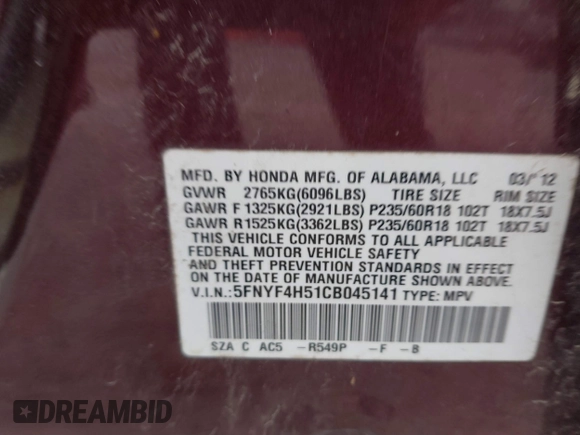 MFD. BY HONDA MFG. OF ALABAMA, LLC 03/12
GVWR 2765KG(6096LBS) TIRE SIZE RIM SIZE
GAWR F 1325KG(2921LBS) P235/60R18 102T 18X7.5J
GAWR R1525KG(3362LBS) P235/60R18 102T 18X7.5J
THIS VEHICLE CONFORMS TO ALL APPLICABLE
FEDERAL MOTOR VEHICLE SAFETY
AND THEFT PREVENTION STANDARDS IN EFFECT
ON THE DATE OF MANUFACTURE SHOWN ABOVE.
V.I.N.:5FNYF4H51CB045141 TYPE: MPV
SZA C AC5 -R549P -F -B
DREAMBID